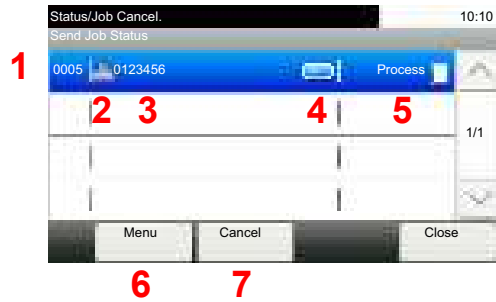 Status/Job Cancel. 10:10
Send Job Status
1 0005 0123456 Process
2 3 4 5
1/1
Menu Cancel Close
6 7